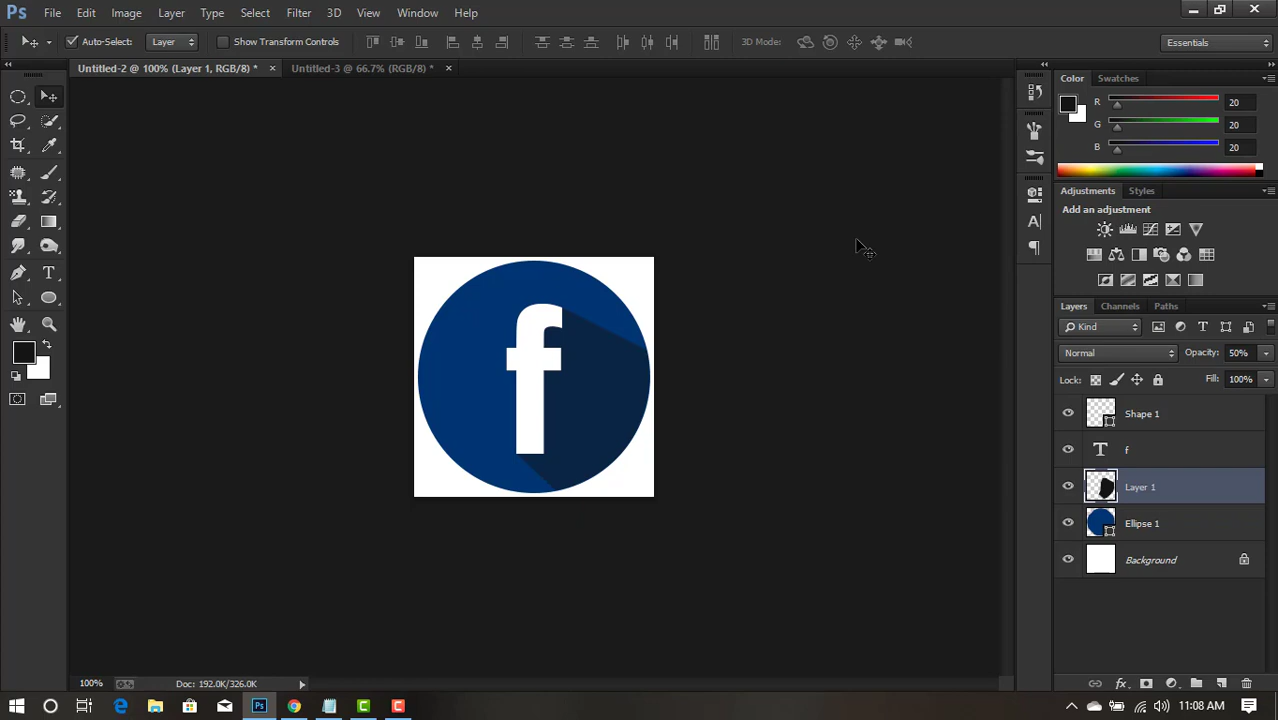 Ps File Edit Image Layer Type Select Filter 3D View Window Help
Auto-Select: Layer Show Transform Controls 3D Mode: Essentials
Untitled-2 @ 100% (Layer 1, RGB/8) * Untitled-3 @ 66.7% (RGB/8) *
Color Swatches
R 20
G 20
B 20
Adjustments Styles
Add an adjustment
Layers Channels Paths
Kind
Normal Opacity: 50%
Lock: Fill: 100%
Shape 1
f
Layer 1
Ellipse 1
Background
f
100% Doc: 192.0K/326.0K
11:08 AM